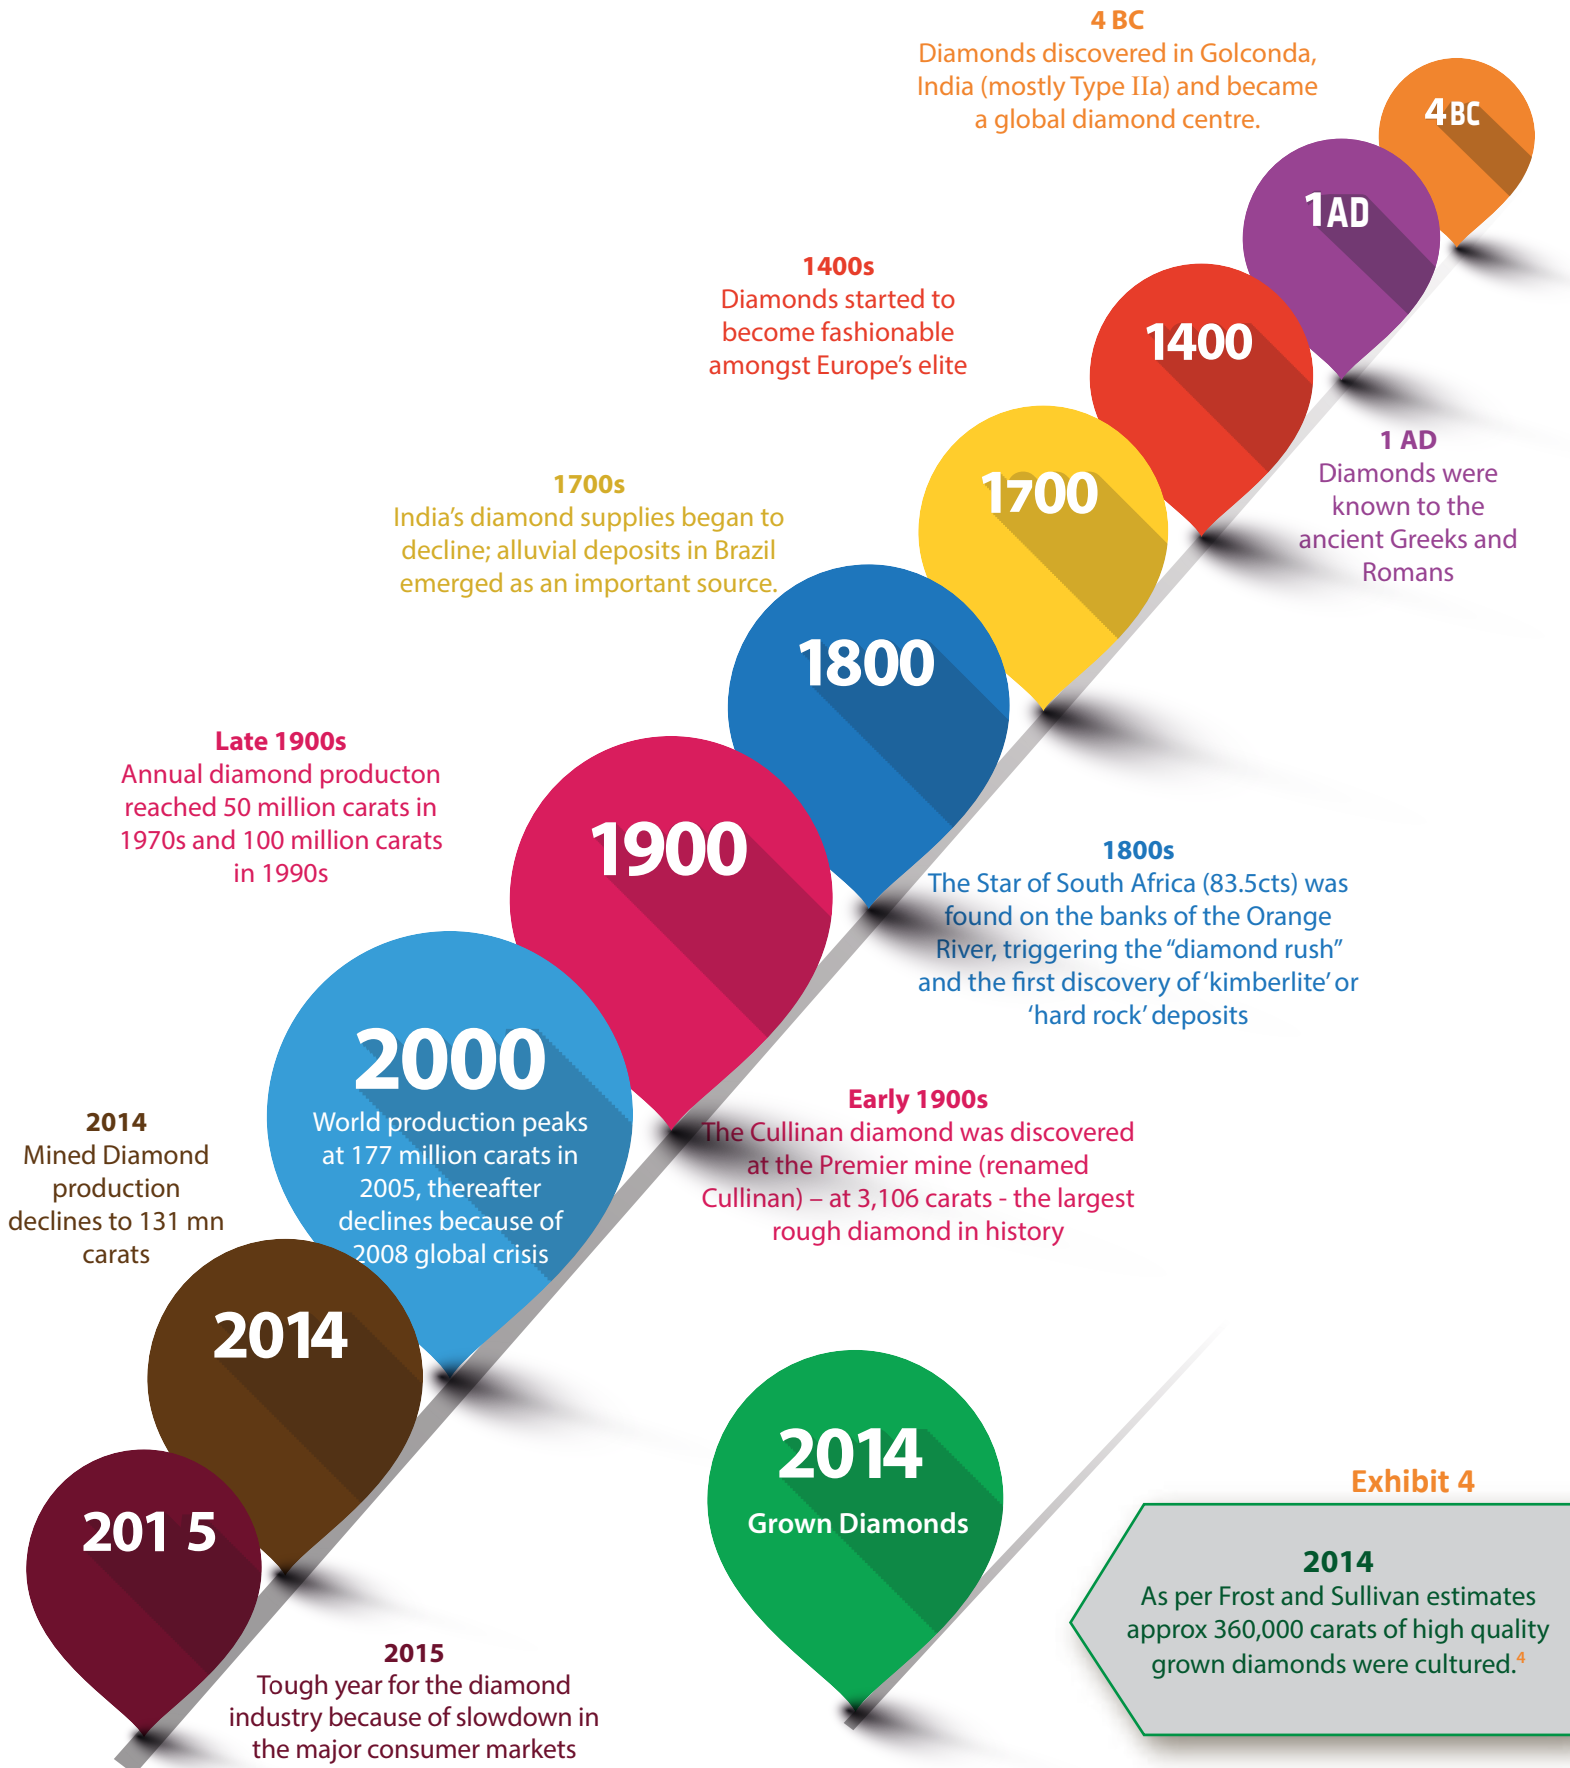 4 BC
Diamonds discovered in Golconda,
India (mostly Type IIa) and became
a global diamond centre.
4 BC
1 AD
1 AD
Diamonds were
known to the
ancient Greeks and
Romans
1400s
Diamonds started to
become fashionable
amongst Europe's elite
1400
1700s
India's diamond supplies began to
decline; alluvial deposits in Brazil
emerged as an important source.
1700
1800
1800s
The Star of South Africa (83.5cts) was
found on the banks of the Orange
River, triggering the "diamond rush"
and the first discovery of 'kimberlite' or
'hard rock' deposits
Late 1900s
Annual diamond producton
reached 50 million carats in
1970s and 100 million carats
in 1990s
1900
Early 1900s
The Cullinan diamond was discovered
at the Premier mine (renamed
Cullinan) – at 3,106 carats - the largest
rough diamond in history
2000
World production peaks
at 177 million carats in
2005, thereafter
declines because of
2008 global crisis
2014
Mined Diamond
production
declines to 131 mn
carats
2014
201 5
2015
Tough year for the diamond
industry because of slowdown in
the major consumer markets
2014
Grown Diamonds
Exhibit 4
2014
As per Frost and Sullivan estimates
approx 360,000 carats of high quality
grown diamonds were cultured.4